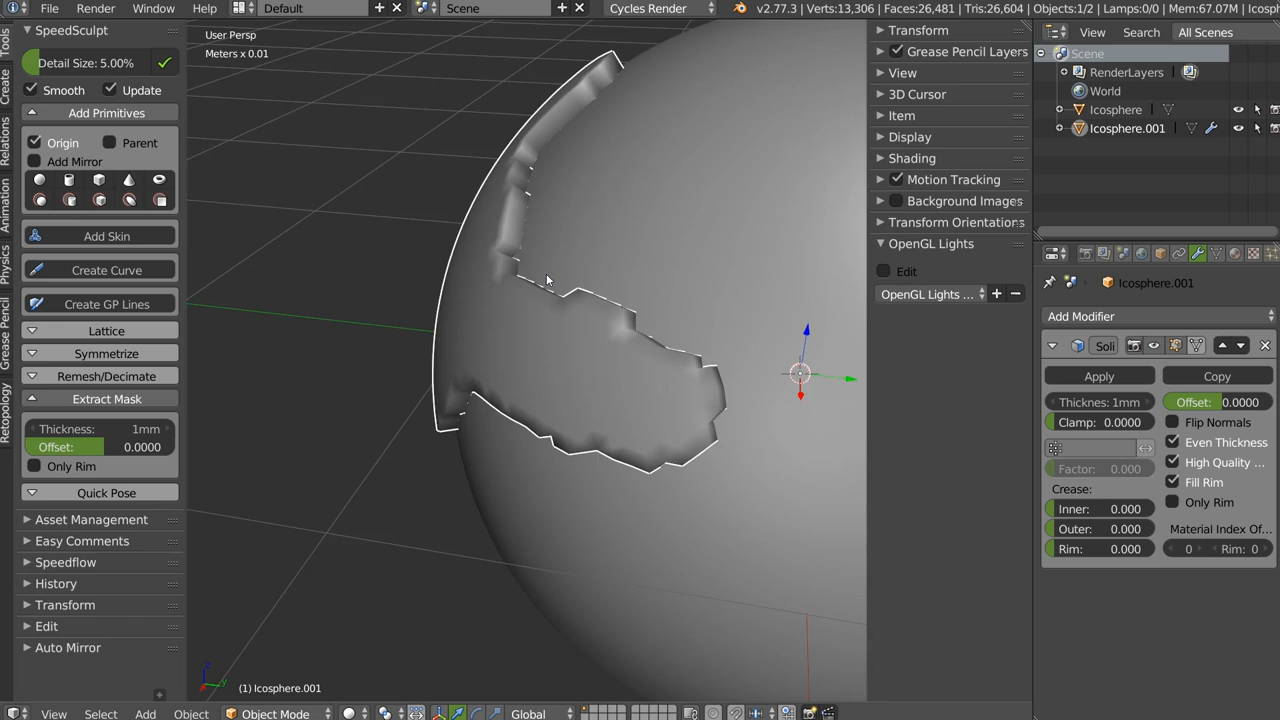 File Render Window Help Default Scene Cycles Render v2.77.3 | Verts:13,306 | Faces:26,481 | Tris:26,604 | Objects:1/2 | Lamps:0/0 | Mem:67.07M | Icosph
Tools
Create
Relations
Animation
Physics
Grease Pencil
Retopology
SpeedSculpt
Detail Size: 5.00%
Smooth Update
Add Primitives
Origin Parent
Add Mirror
Add Skin
Create Curve
Create GP Lines
Lattice
Symmetrize
Remesh/Decimate
Extract Mask
Thickness: 1mm
Offset: 0.0000
Only Rim
Quick Pose
Asset Management
Easy Comments
Speedflow
History
Transform
Edit
Auto Mirror
User Persp
Meters x 0.01
(1) Icosphere.001
View Select Add Object Object Mode Global
Transform
Grease Pencil Layers
View
3D Cursor
Item
Display
Shading
Motion Tracking
Background Images
Transform Orientations
OpenGL Lights
Edit
OpenGL Lights ...
View Search All Scenes
Scene
RenderLayers
World
Icosphere
Icosphere.001
Icosphere.001
Add Modifier
Soli
Apply Copy
Thicknes: 1mm Offset: 0.0000
Clamp: 0.0000 Flip Normals
Even Thickness
High Quality ...
Factor: 0.000
Fill Rim
Crease:
Only Rim
Inner: 0.000
Outer: 0.000 Material Index Of...
Rim: 0.000 0 Rim: 0